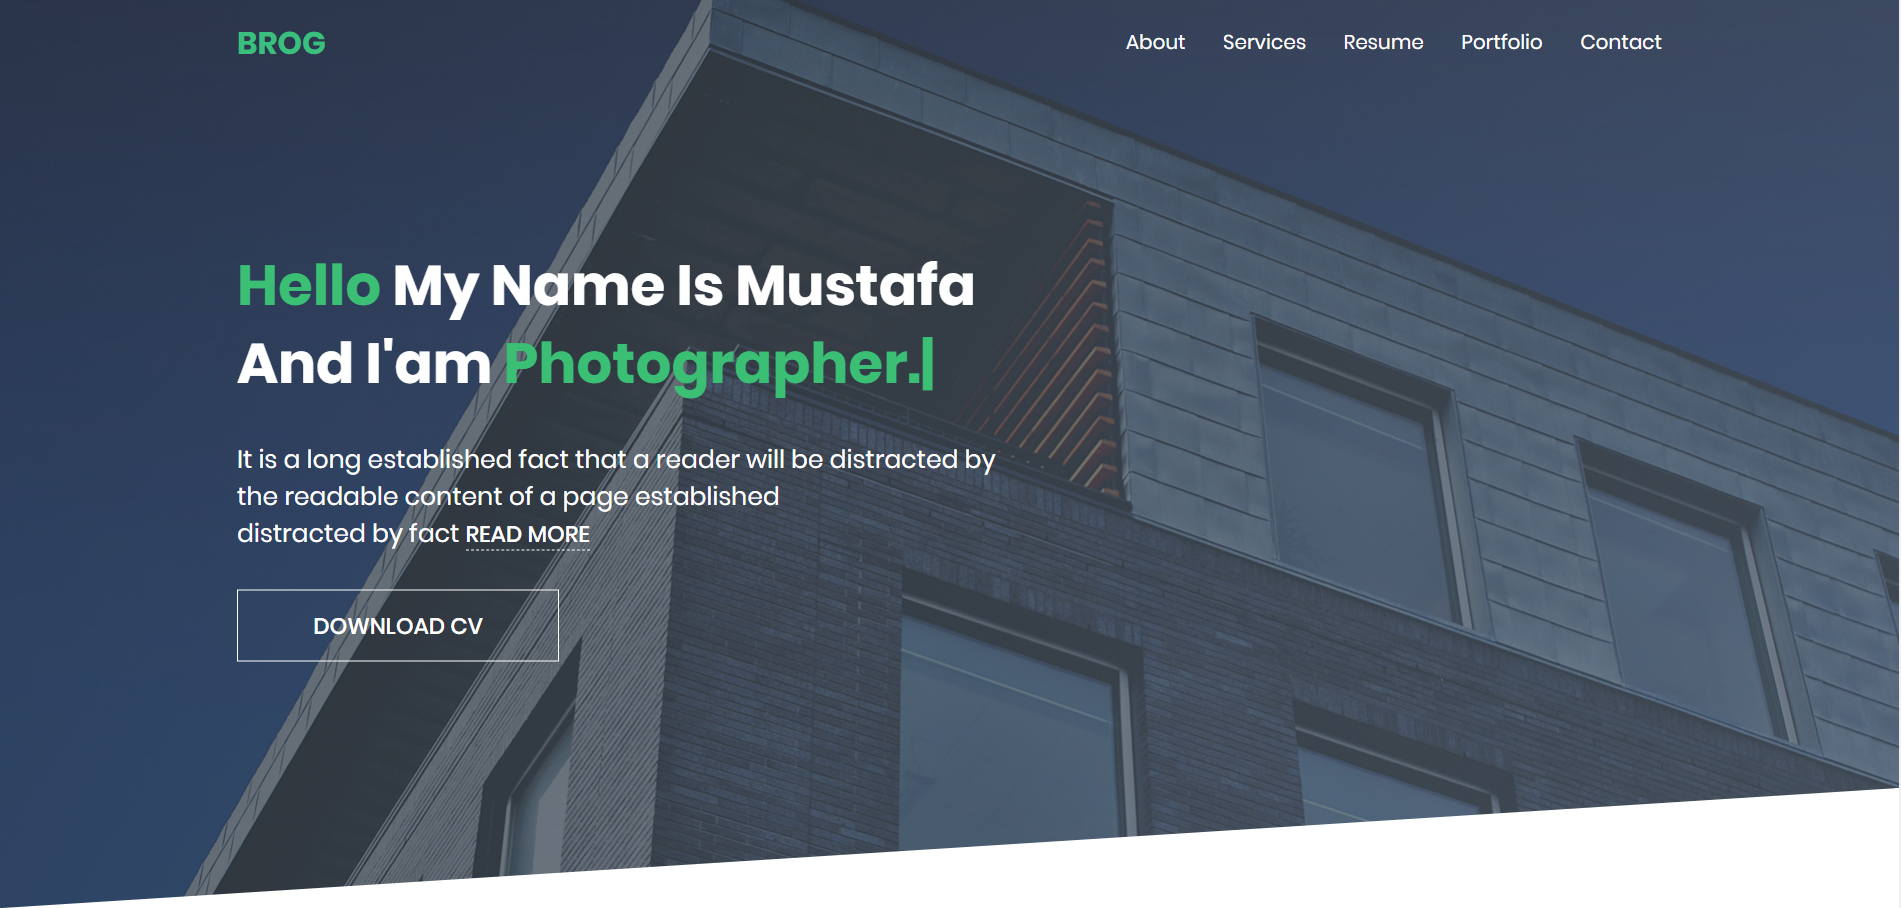 BROG
About Services Resume Portfolio Contact
Hello My Name Is Mustafa
And I'am Photographer.|
It is a long established fact that a reader will be distracted by
the readable content of a page established
distracted by fact READ MORE
DOWNLOAD CV